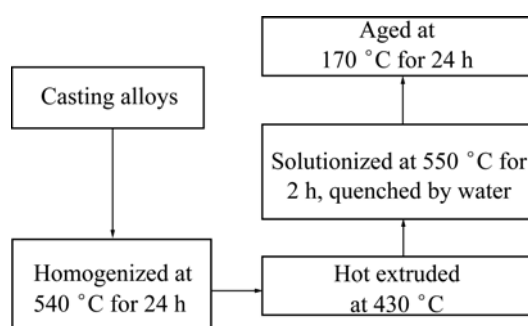 Casting alloys
Homogenized at
540 °C for 24 h
Hot extruded
at 430 °C
Solutionized at 550 °C for
2 h, quenched by water
Aged at
170 °C for 24 h